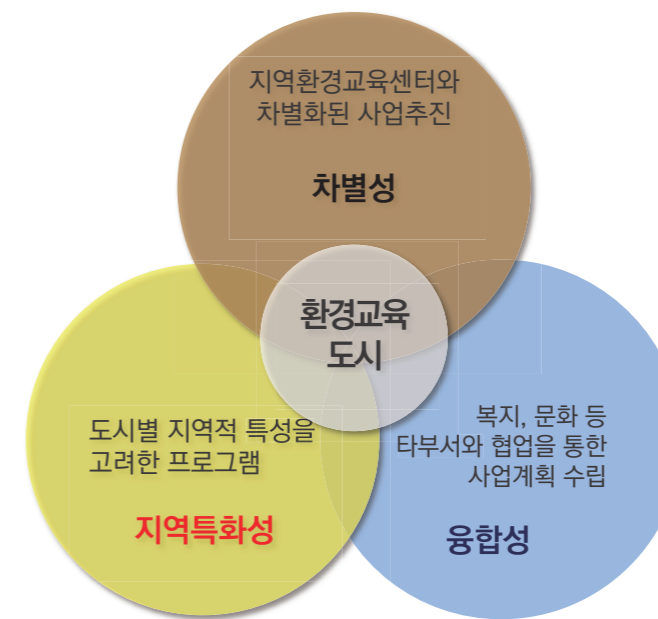 지역환경교육센터와
차별화된 사업추진
차별성
환경교육
도시
도시별 지역적 특성을
고려한 프로그램
지역특화성
복지, 문화 등
타부서와 협업을 통한
사업계획 수립
융합성